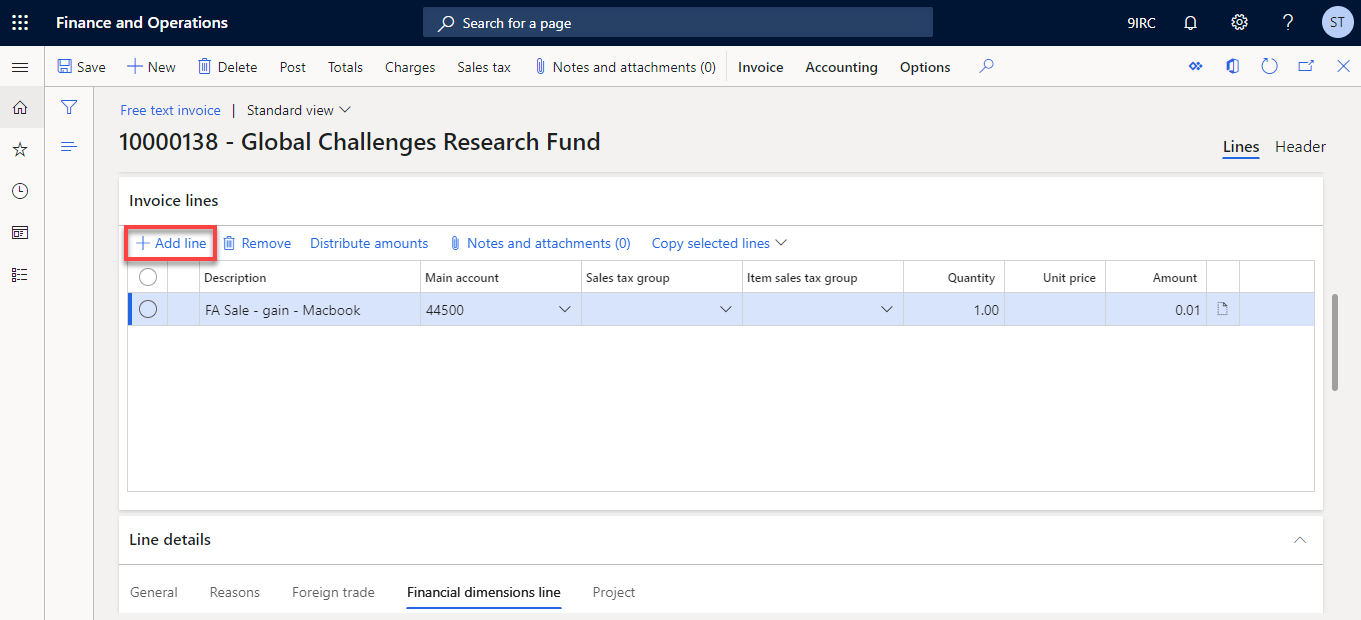 Finance and Operations Search for a page 9IRC ? ST
Save New Delete Post Totals Charges Sales tax Notes and attachments (0) Invoice Accounting Options
Free text invoice | Standard view
10000138 - Global Challenges Research Fund
Lines Header
Invoice lines
+ Add line Remove Distribute amounts Notes and attachments (0) Copy selected lines
Description Main account Sales tax group Item sales tax group Quantity Unit price Amount
FA Sale - gain - Macbook 44500 1.00 0.01
Line details
General Reasons Foreign trade Financial dimensions line Project